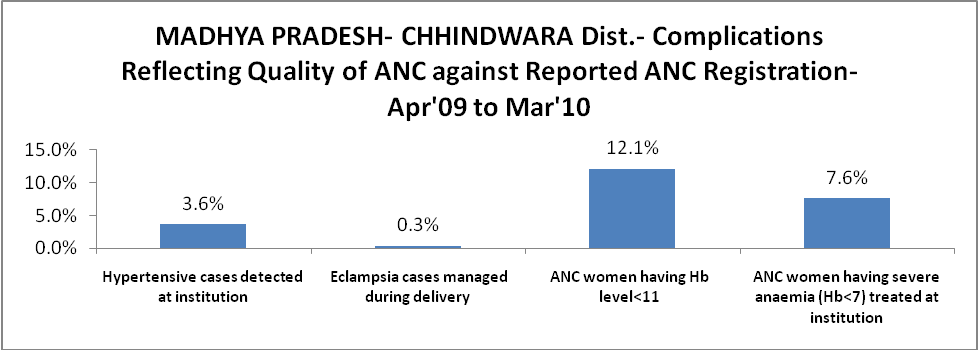 MADHYA PRADESH- CHHINDWARA Dist.- Complications
Reflecting Quality of ANC against Reported ANC Registration-
Apr'09 to Mar'10
15.0%
10.0%
5.0%
0.0%
3.6%
0.3%
12.1%
7.6%
Hypertensive cases detected
at institution
Eclampsia cases managed
during delivery
ANC women having Hb
level<11
ANC women having severe
anaemia (Hb<7) treated at
institution